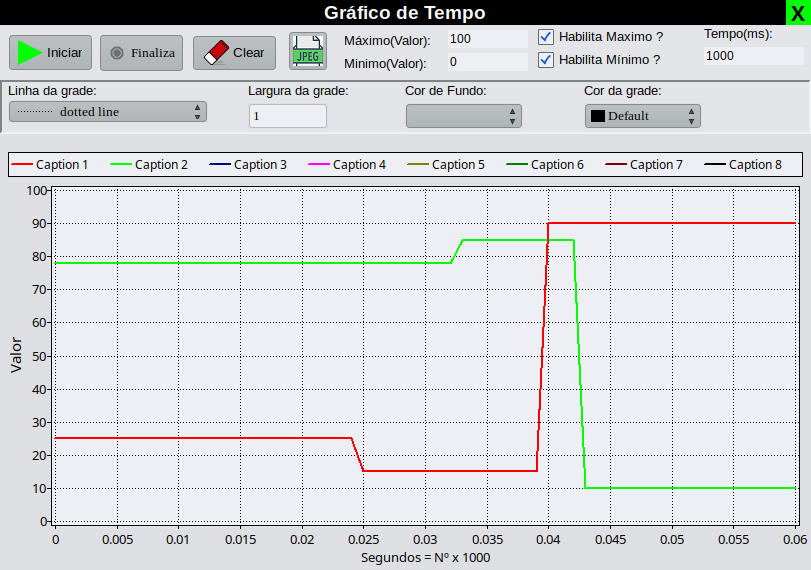 Gráfico de Tempo X
Iniciar Finaliza Clear JPEG Máximo(Valor): 100 Habilita Maximo ? Tempo(ms):
Minimo(Valor): 0 Habilita Mínimo ? 1000
Linha da grade: Largura da grade: Cor de Fundo: Cor da grade:
dotted line 1 Default
Caption 1 Caption 2 Caption 3 Caption 4 Caption 5 Caption 6 Caption 7 Caption 8
100
90
80
70
60
50
40
30
20
10
0
Valor
0 0.005 0.01 0.015 0.02 0.025 0.03 0.035 0.04 0.045 0.05 0.055 0.06
Segundos = Nº x 1000